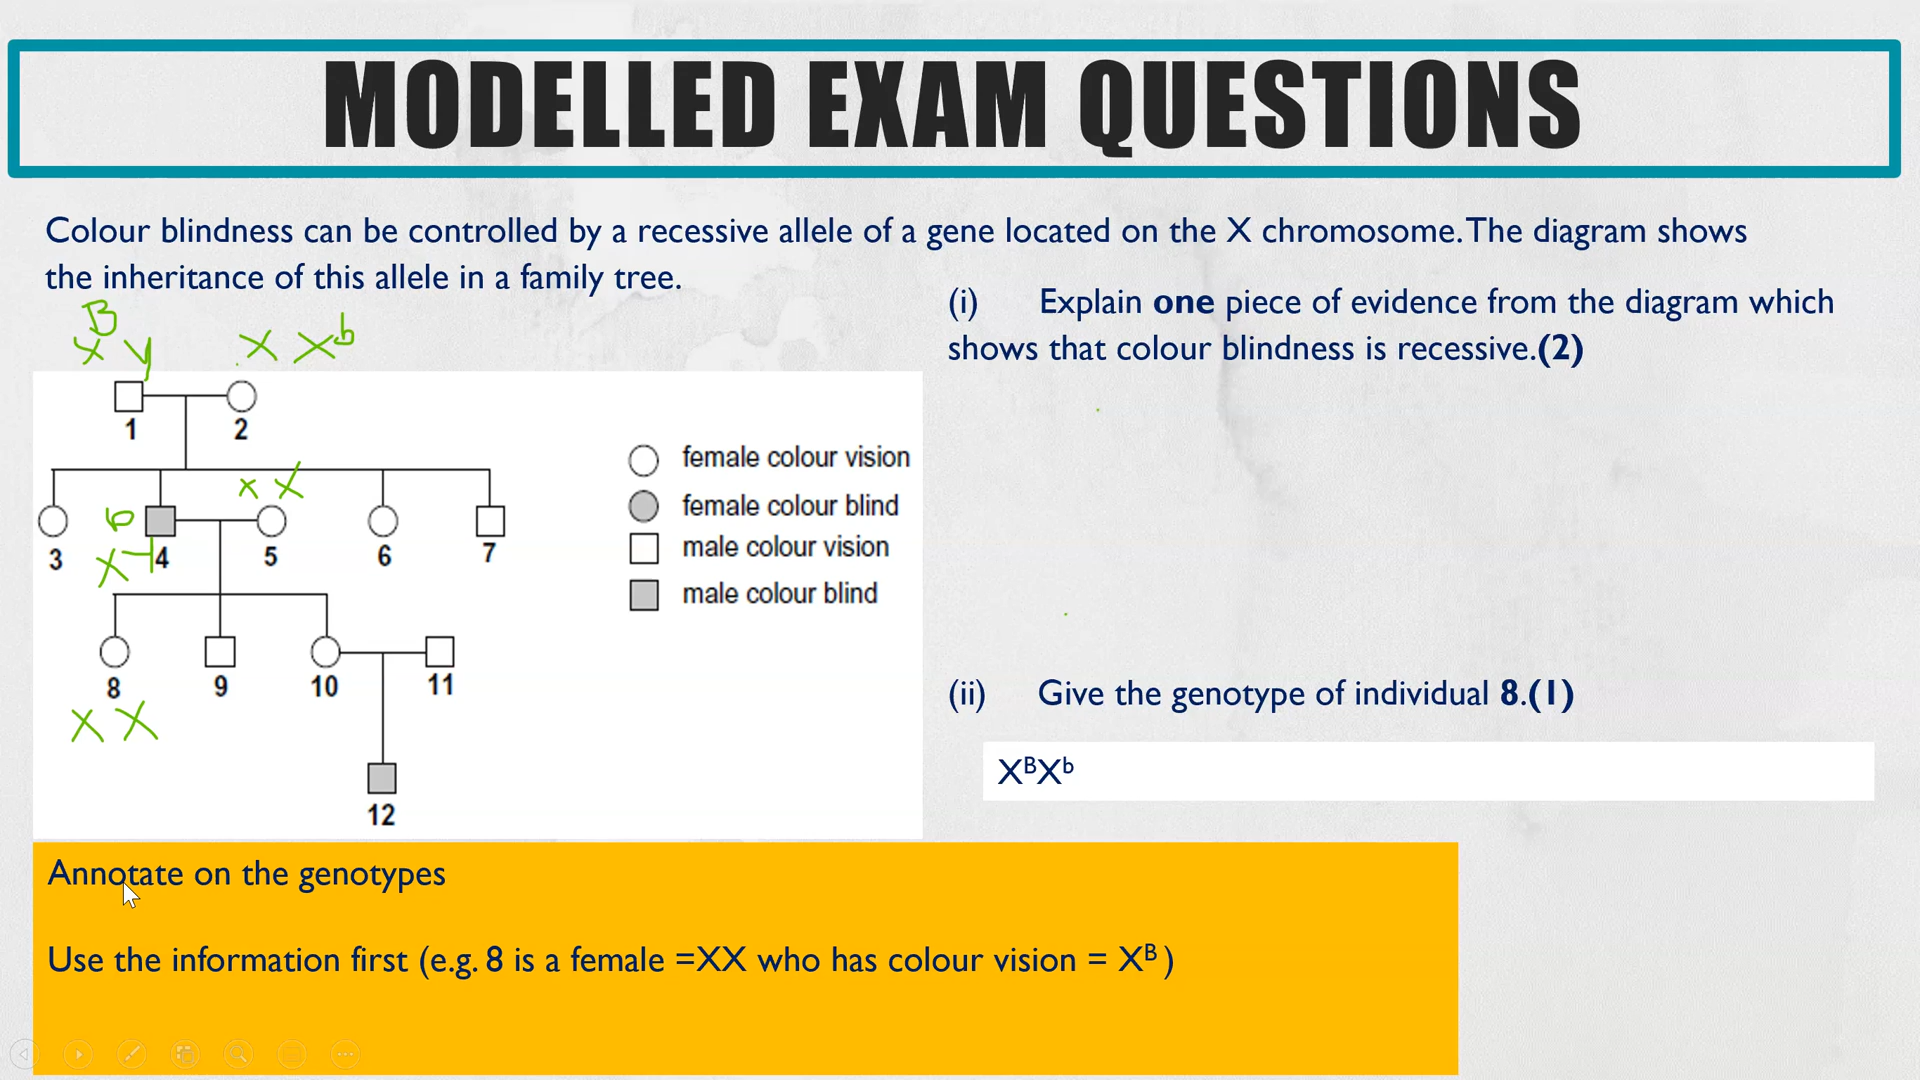 MODELLED EXAM QUESTIONS
Colour blindness can be controlled by a recessive allele of a gene located on the X chromosome. The diagram shows
the inheritance of this allele in a family tree.
(i) Explain one piece of evidence from the diagram which
shows that colour blindness is recessive.(2)
B
X y X Xb
1 2
female colour vision
female colour blind
male colour vision
male colour blind
x X
b
X Y
3 4 5 6 7
8 9 10 11
X X
12
(ii) Give the genotype of individual 8.(1)
XᴮXᵇ
Annotate on the genotypes
Use the information first (e.g. 8 is a female =XX who has colour vision = Xᴮ )